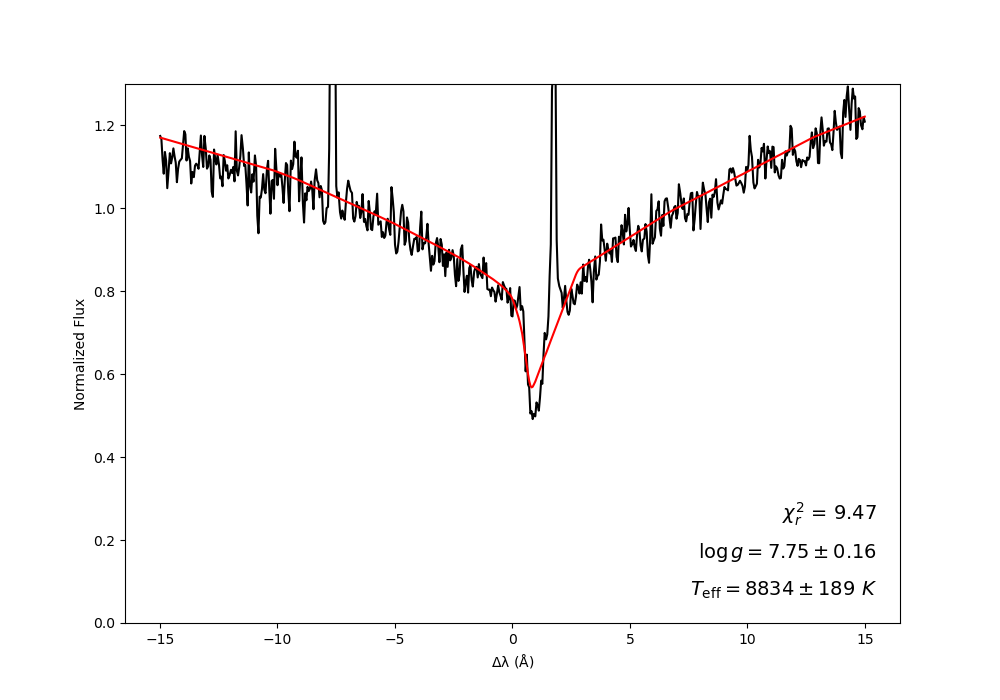 1.2
1.0
0.8
0.6
0.4
0.2
0.0
Normalized Flux
χ²ᵣ = 9.47
log g = 7.75 ± 0.16
T_eff = 8834 ± 189 K
−15 −10 −5 0 5 10 15
Δλ (Å)